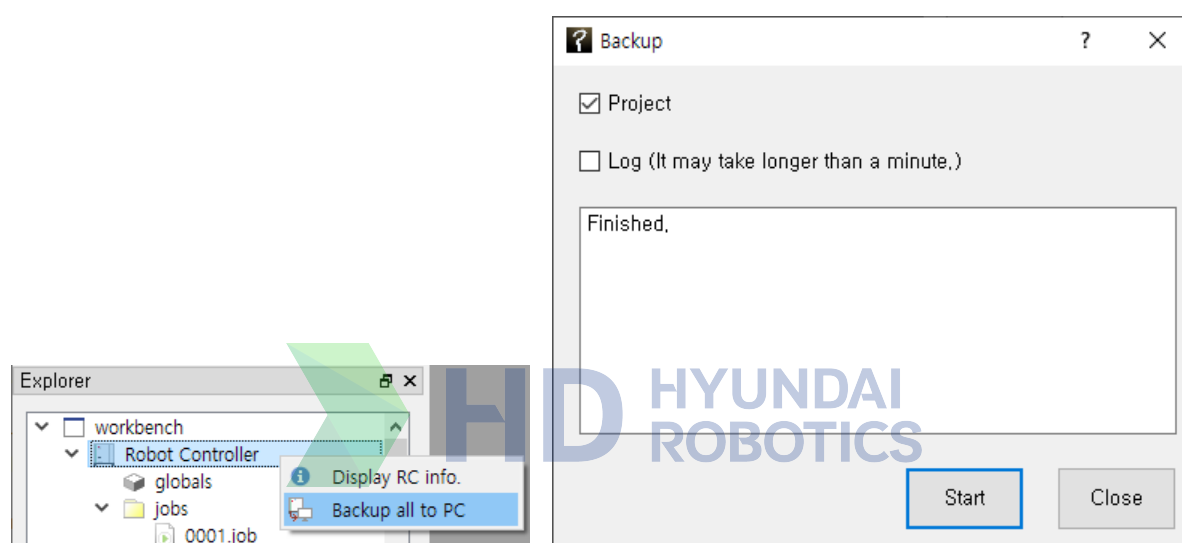 Backup
?
Project
Log (It may take longer than a minute,)
Finished,
Explorer
workbench
Robot Controller
globals
jobs
0001.job
Display RC info.
Backup all to PC
HD HYUNDAI
ROBOTICS
Start
Close